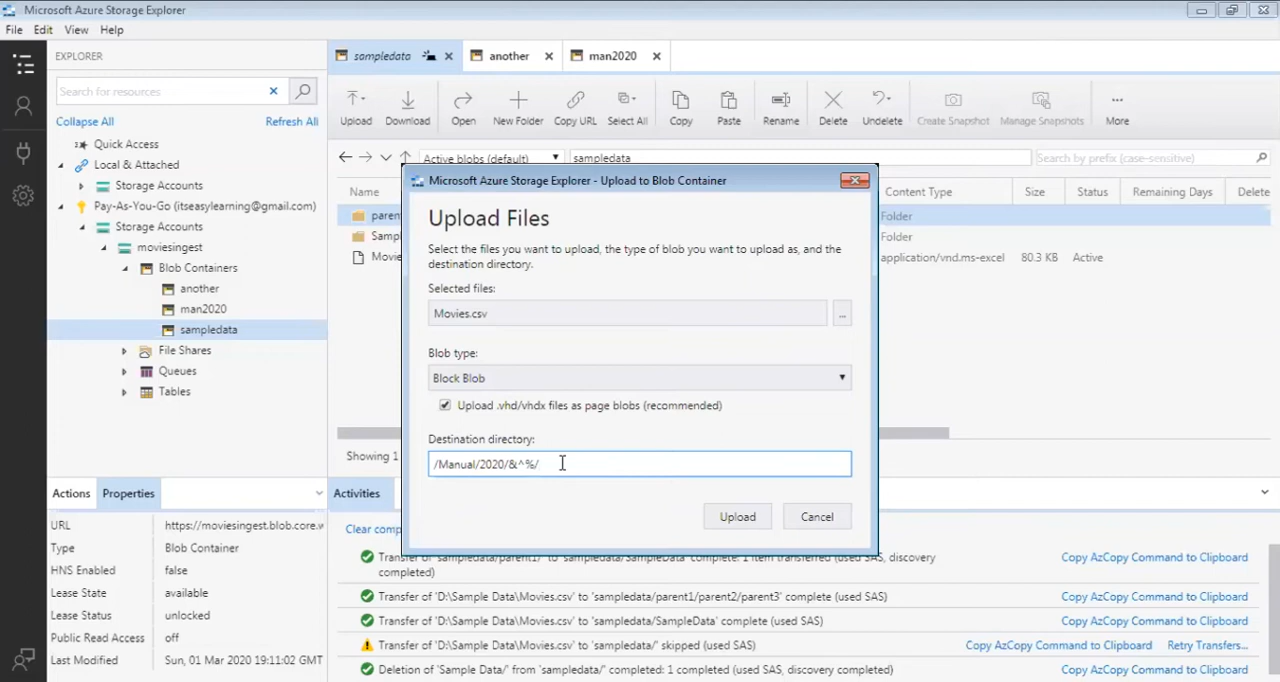 Microsoft Azure Storage Explorer
File Edit View Help
EXPLORER
Search for resources
Collapse All Refresh All
Quick Access
Local & Attached
Storage Accounts
Pay-As-You-Go (itseasylearning@gmail.com)
Storage Accounts
moviesingest
Blob Containers
another
man2020
sampledata
File Shares
Queues
Tables
Actions Properties
URL https://moviesingest.blob.core.w
Type Blob Container
HNS Enabled false
Lease State available
Lease Status unlocked
Public Read Access off
Last Modified Sun, 01 Mar 2020 19:11:02 GMT
sampledata another man2020
Upload Download Open New Folder Copy URL Select All Copy Paste Rename Delete Undelete Create Snapshot Manage Snapshots More
Active blobs (default) sampledata Search by prefix (case-sensitive)
Name Content Type Size Status Remaining Days Delete
paren Folder
Samp Folder
Movie application/vnd.ms-excel 80.3 KB Active
Showing 1
Microsoft Azure Storage Explorer - Upload to Blob Container
Upload Files
Select the files you want to upload, the type of blob you want to upload as, and the
destination directory.
Selected files:
Movies.csv ...
Blob type:
Block Blob
Upload .vhd/vhdx files as page blobs (recommended)
Destination directory:
/Manual/2020/&^%/
Upload Cancel
Activities
Clear comp
Transfer of 'sampledata/parent1/' to 'sampledata/SampleData' complete: 1 item transferred (used SAS, discovery Copy AzCopy Command to Clipboard
completed)
Transfer of 'D:\Sample Data\Movies.csv' to 'sampledata/parent1/parent2/parent3' complete (used SAS) Copy AzCopy Command to Clipboard
Transfer of 'D:\Sample Data\Movies.csv' to 'sampledata/SampleData' complete (used SAS) Copy AzCopy Command to Clipboard
Transfer of 'D:\Sample Data\Movies.csv' to 'sampledata/' skipped (used SAS) Copy AzCopy Command to Clipboard Retry Transfers...
Deletion of 'Sample Data/' from 'sampledata/' completed: 1 completed (used SAS, discovery completed) Copy AzCopy Command to Clipboard